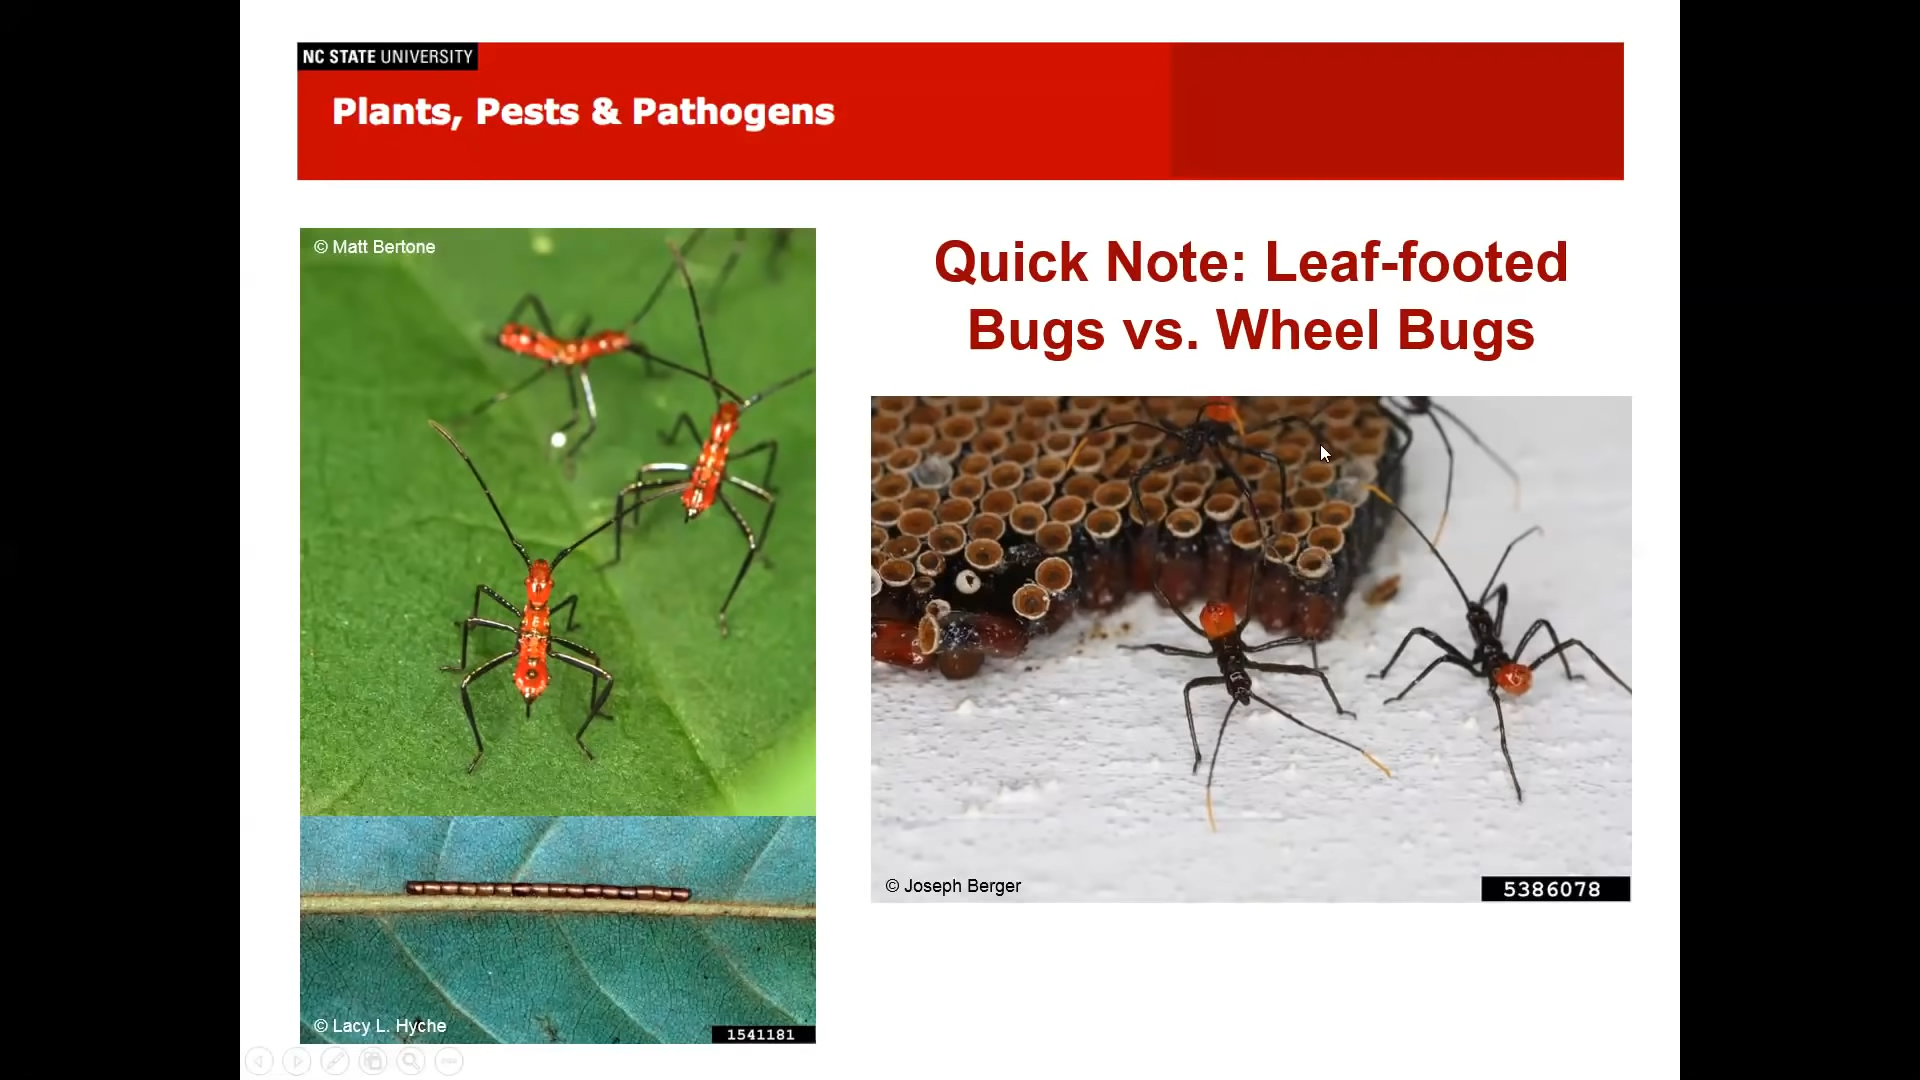 NC STATE UNIVERSITY
Plants, Pests & Pathogens
© Matt Bertone
Quick Note: Leaf-footed
Bugs vs. Wheel Bugs
© Joseph Berger
5386078
© Lacy L. Hyche
1541181